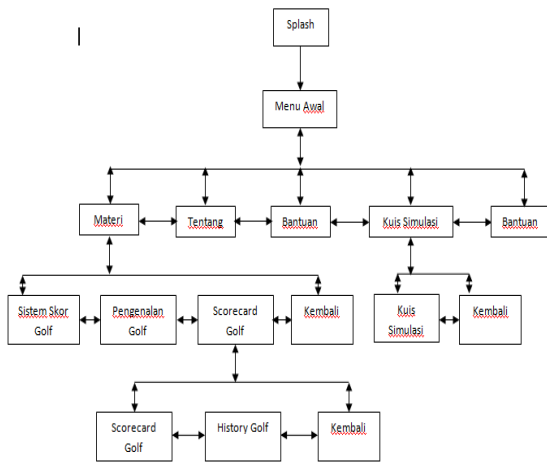 Splash
Menu Awal
Materi
Tentang
Bantuan
Kuis Simulasi
Bantuan
Sistem Skor
Golf
Pengenalan
Golf
Scorecard
Golf
Kembali
Kuis
Simulasi
Kembali
Scorecard
Golf
History Golf
Kembali